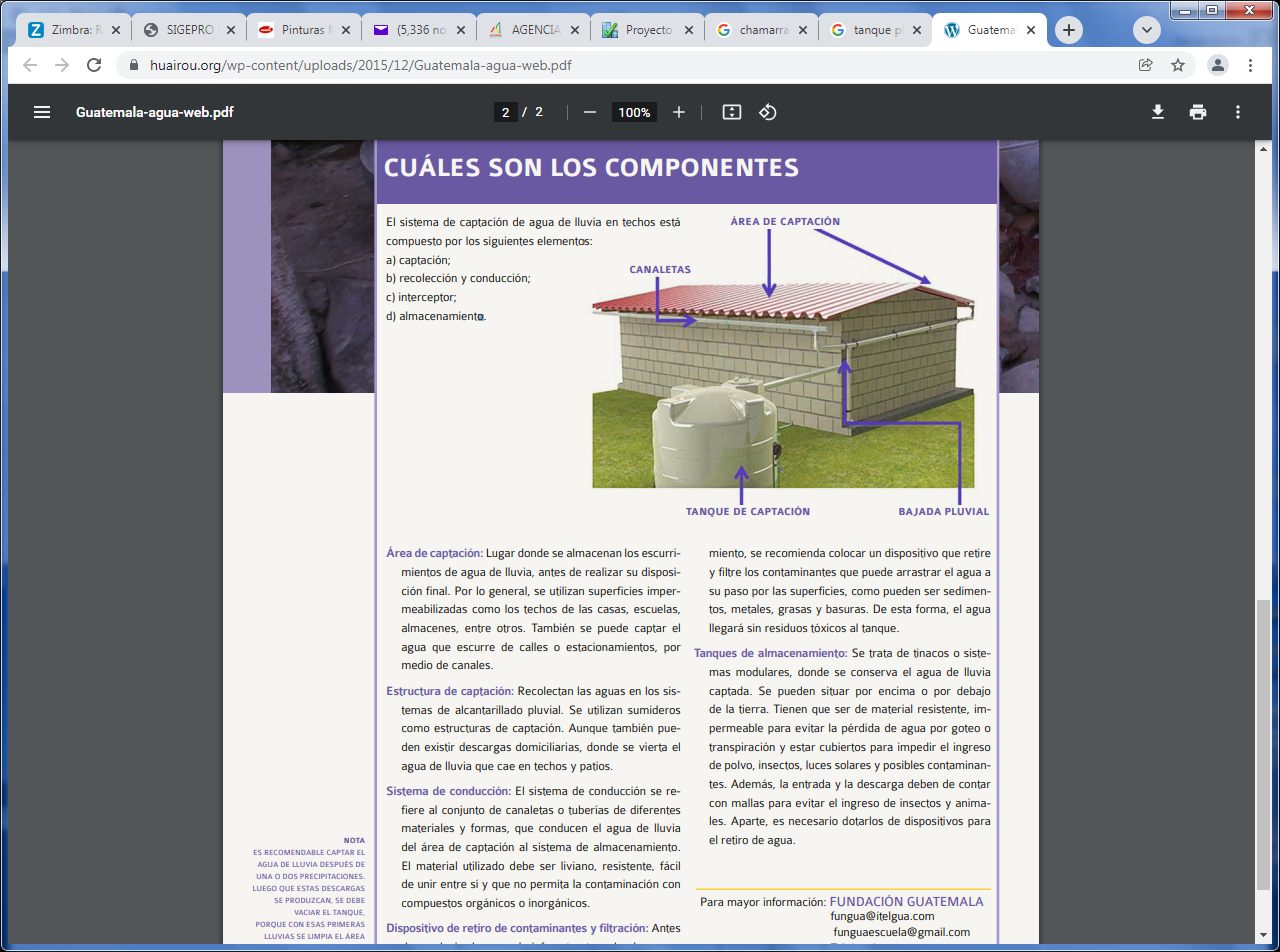 Zimbra: R
SIGEPRO
Pinturas
(5,336 no
AGENCIA
Proyecto
chamarra
tanque pl
Guatema
huairou.org/wp-content/uploads/2015/12/Guatemala-agua-web.pdf
Guatemala-agua-web.pdf
2 / 2
100%
CUÁLES SON LOS COMPONENTES
El sistema de captación de agua de lluvia en techos está
compuesto por los siguientes elementos:
a) captación;
b) recolección y conducción;
c) interceptor;
d) almacenamiento.
ÁREA DE CAPTACIÓN
CANALETAS
TANQUE DE CAPTACIÓN
BAJADA PLUVIAL
Área de captación: Lugar donde se almacenan los escurri-
mientos de agua de lluvia, antes de realizar su disposi-
ción final. Por lo general, se utilizan superficies imper-
meabilizadas como los techos de las casas, escuelas,
almacenes, entre otros. También se puede captar el
agua que escurre de calles o estacionamientos, por
medio de canales.
Estructura de captación: Recolectan las aguas en los sis-
temas de alcantarillado pluvial. Se utilizan sumideros
como estructuras de captación. Aunque también pue-
den existir descargas domiciliarias, donde se vierta el
agua de lluvia que cae en techos y patios.
Sistema de conducción: El sistema de conducción se re-
fiere al conjunto de canaletas o tuberías de diferentes
materiales y formas, que conducen el agua de lluvia
del área de captación al sistema de almacenamiento.
El material utilizado debe ser liviano, resistente, fácil
de unir entre sí y que no permita la contaminación con
compuestos orgánicos o inorgánicos.
Dispositivo de retiro de contaminantes y filtración: Antes
miento, se recomienda colocar un dispositivo que retire
y filtre los contaminantes que puede arrastrar el agua a
su paso por las superficies, como pueden ser sedimen-
tos, metales, grasas y basuras. De esta forma, el agua
llegará sin residuos tóxicos al tanque.
Tanques de almacenamiento: Se trata de tinacos o siste-
mas modulares, donde se conserva el agua de lluvia
captada. Se pueden situar por encima o por debajo
de la tierra. Tienen que ser de material resistente, im-
permeable para evitar la pérdida de agua por goteo o
transpiración y estar cubiertos para impedir el ingreso
de polvo, insectos, luces solares y posibles contaminan-
tes. Además, la entrada y la descarga deben de contar
con mallas para evitar el ingreso de insectos y anima-
les. Aparte, es necesario dotarlos de dispositivos para
el retiro de agua.
Para mayor información: FUNDACIÓN GUATEMALA
fungua@itelgua.com
funguaescuela@gmail.com
NOTA
ES RECOMENDABLE CAPTAR EL
AGUA DE LLUVIA DESPUÉS DE
UNA O DOS PRECIPITACIONES.
LUEGO QUE ESTAS DESCARGAS
SE PRODUZCAN, SE DEBE
VACIAR EL TANQUE,
PORQUE CON ESAS PRIMERAS
LLUVIAS SE LIMPIA EL ÁREA